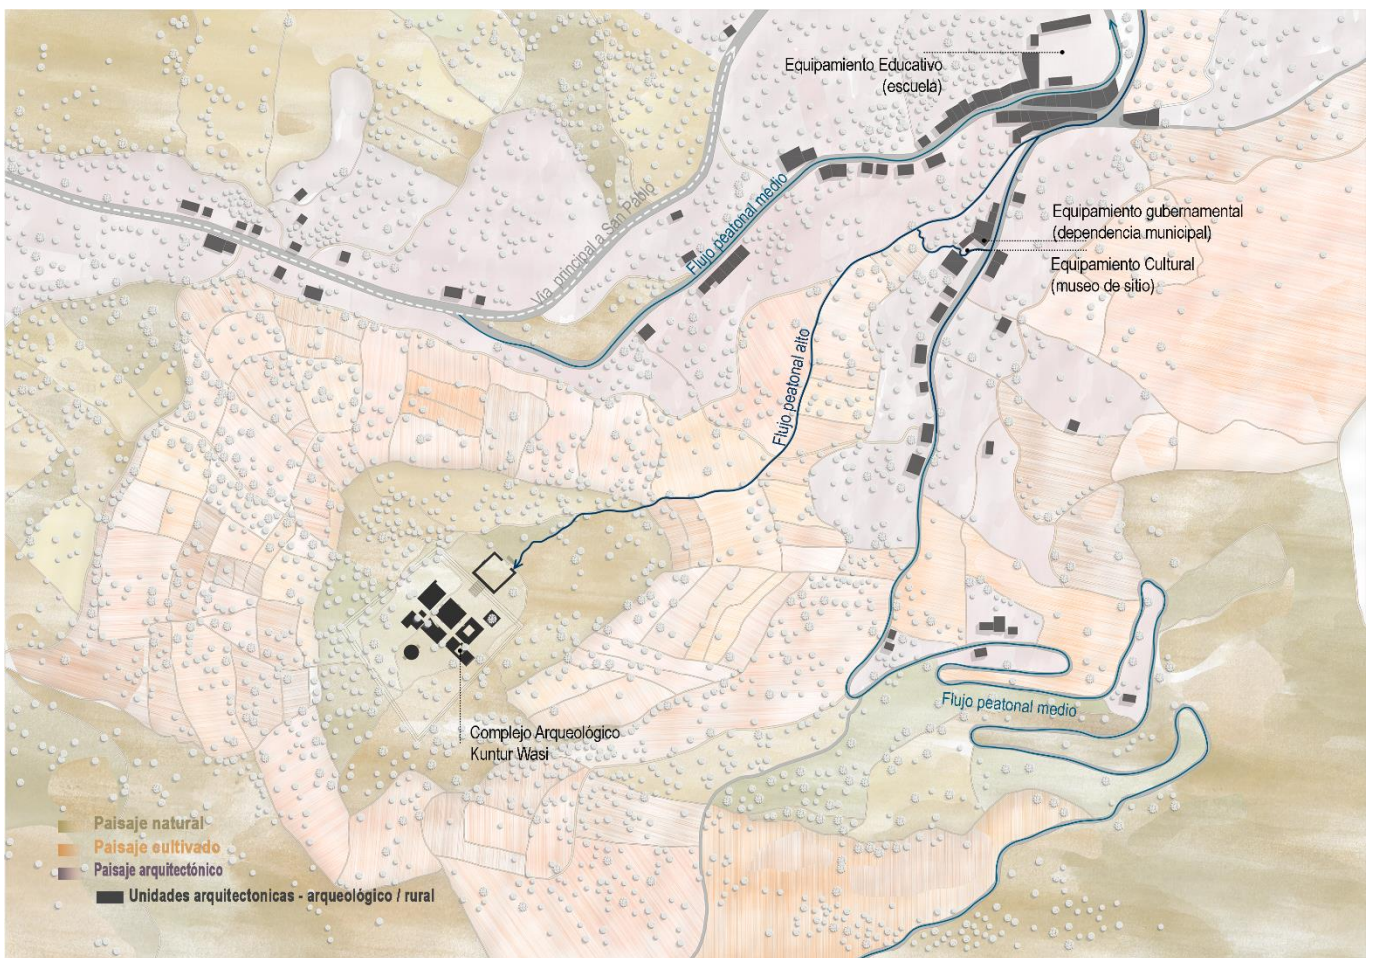 Equipamiento Educativo
(escuela)
Vía principal a San Pablo
Flujo peatonal medio
Equipamiento gubernamental
(dependencia municipal)
Equipamiento Cultural
(museo de sitio)
Flujo peatonal alto
Flujo peatonal medio
Complejo Arqueológico
Kuntur Wasi
Paisaje natural
Paisaje cultivado
Paisaje arquitectónico
Unidades arquitectonicas - arqueológico / rural